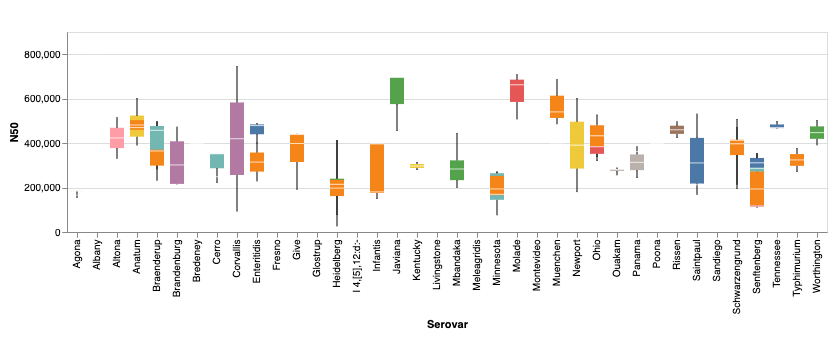 800,000
600,000
400,000
200,000
0
N50
Agona
Albany
Altona
Anatum
Braenderup
Brandenburg
Bredeney
Cerro
Corvallis
Enteritidis
Fresno
Give
Glostrup
Heidelberg
I 4,[5],12:d:-
Infantis
Javiana
Kentucky
Livingstone
Mbandaka
Meleagridis
Minnesota
Molade
Montevideo
Muenchen
Newport
Ohio
Ouakam
Panama
Poona
Rissen
Saintpaul
Sandiego
Schwarzengrund
Senftenberg
Tennessee
Typhimurium
Worthington
Serovar